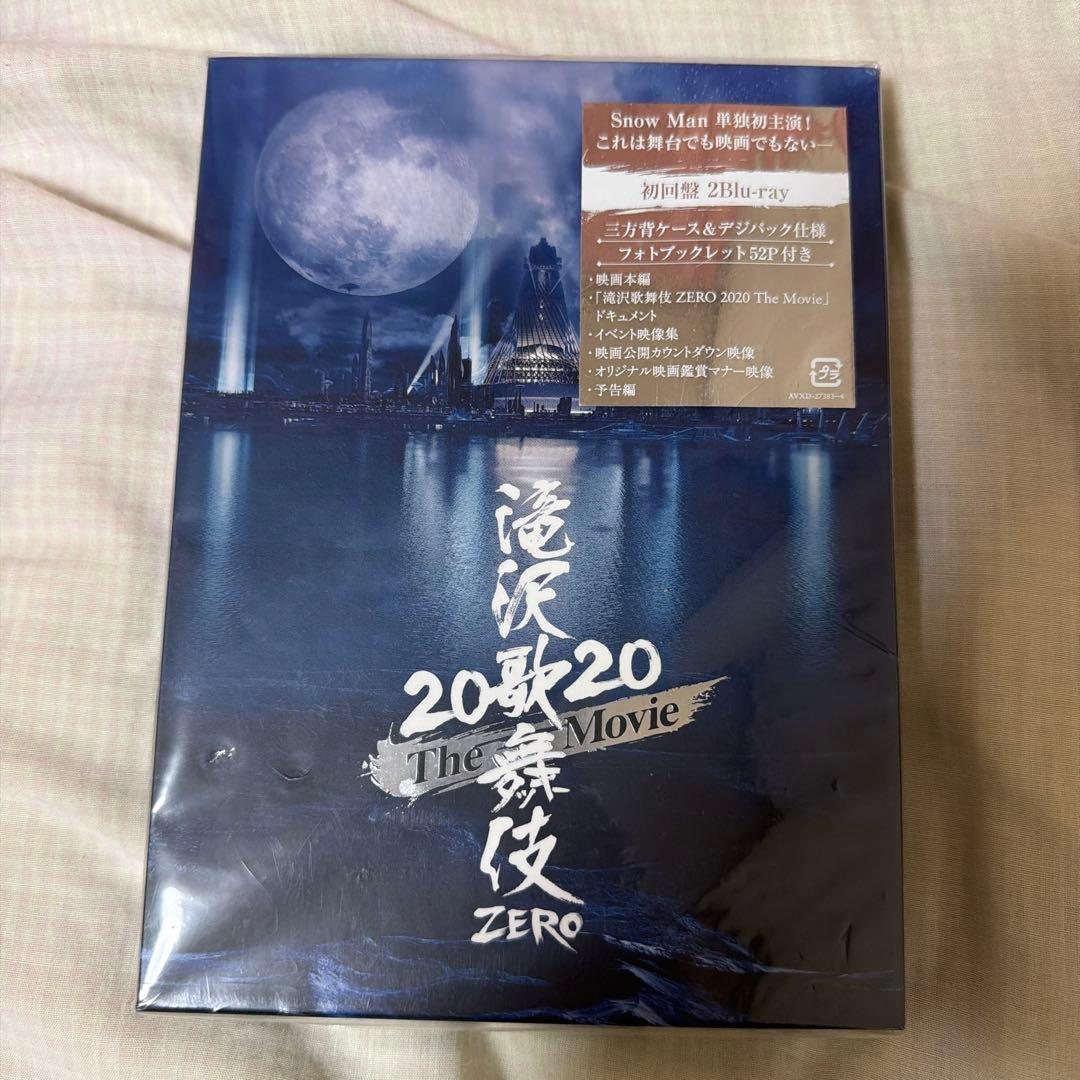 Snow Man 単独初主演!
これは舞台でも映画でもない―
初回盤 2Blu-ray
三方背ケース&デジパック仕様
フォトブックレット52P付き
・映画本編
・「滝沢歌舞伎 ZERO 2020 The Movie」
ドキュメント
・イベント映像集
・映画公開カウントダウン映像
・オリジナル映画鑑賞マナー映像
・予告編
プラ
AVXD-27383~4
滝沢歌舞伎
2020
The Movie
ZERO